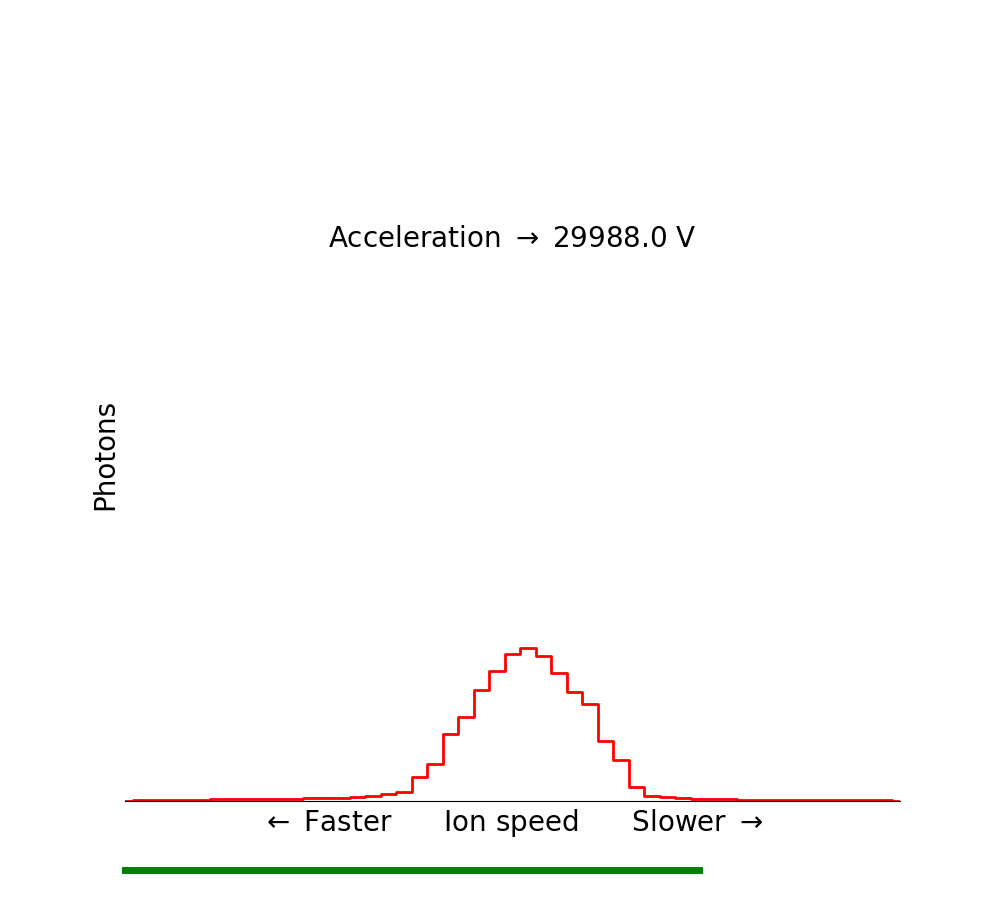 Acceleration → 29988.0 V
Photons
← Faster Ion speed Slower →